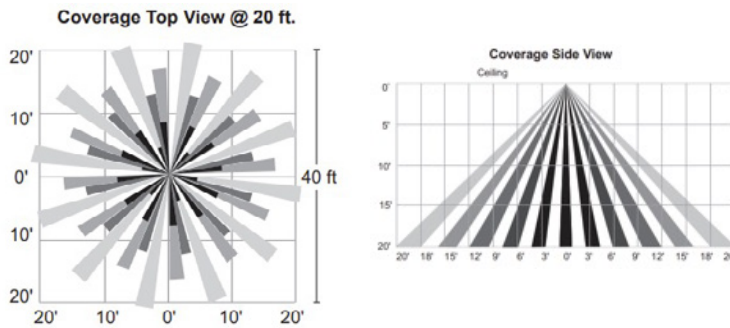 Coverage Top View @ 20 ft.
20'
10'
0'
10'
20'
20' 10' 0' 10' 20'
40 ft
Coverage Side View
Ceiling
0'
5'
10'
15'
20'
20' 18' 15' 12' 9' 6' 3' 0' 3' 6' 9' 12' 15' 18' 20'